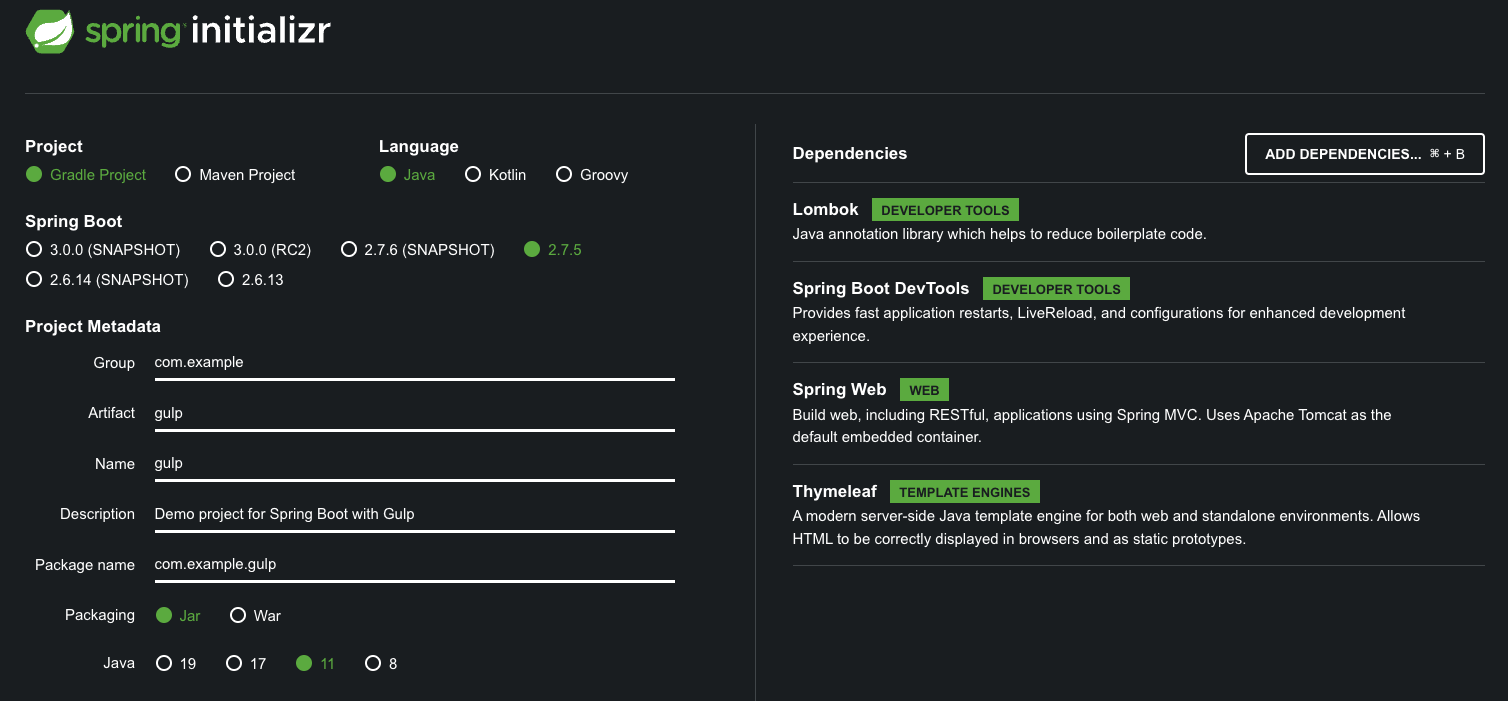 spring initializr
Project
Gradle Project Maven Project
Language
Java Kotlin Groovy
Spring Boot
3.0.0 (SNAPSHOT) 3.0.0 (RC2) 2.7.6 (SNAPSHOT) 2.7.5
2.6.14 (SNAPSHOT) 2.6.13
Project Metadata
Group com.example
Artifact gulp
Name gulp
Description Demo project for Spring Boot with Gulp
Package name com.example.gulp
Packaging Jar War
Java 19 17 11 8
Dependencies
ADD DEPENDENCIES... ⌘ + B
Lombok DEVELOPER TOOLS
Java annotation library which helps to reduce boilerplate code.
Spring Boot DevTools DEVELOPER TOOLS
Provides fast application restarts, LiveReload, and configurations for enhanced development
experience.
Spring Web WEB
Build web, including RESTful, applications using Spring MVC. Uses Apache Tomcat as the
default embedded container.
Thymeleaf TEMPLATE ENGINES
A modern server-side Java template engine for both web and standalone environments. Allows
HTML to be correctly displayed in browsers and as static prototypes.